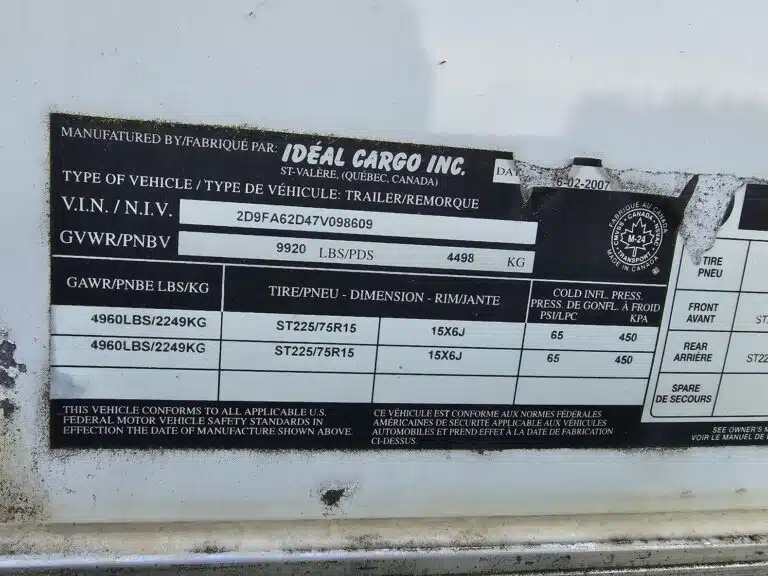 MANUFATURED BY/FABRIQUÉ PAR: IDÉAL CARGO INC.
ST-VALÈRE, (QUÉBEC, CANADA)
DAT 6-02-2007
TYPE OF VEHICLE / TYPE DE VÉHICULE: TRAILER/REMORQUE
V.I.N. / N.I.V. 2D9FA62D47V098609
GVWR/PNBV 9920 LBS/PDS 4498 KG
FABRIQUÉ AU CANADA
CANADA
M-24
TRANSPORT
MADE IN CANADA
GAWR/PNBE LBS/KG TIRE/PNEU - DIMENSION - RIM/JANTE COLD INFL. PRESS.
PRESS. DE GONFL. À FROID
PSI/LPC KPA
4960LBS/2249KG ST225/75R15 15X6J 65 450
4960LBS/2249KG ST225/75R15 15X6J 65 450
THIS VEHICLE CONFORMS TO ALL APPLICABLE U.S.
FEDERAL MOTOR VEHICLE SAFETY STANDARDS IN
EFFECTION THE DATE OF MANUFACTURE SHOWN ABOVE.
CE VÉHICULE EST CONFORME AUX NORMES FÉDÉRALES
AMÉRICAINES DE SÉCURITÉ APPLICABLE AUX VÉHICULES
AUTOMOBILES ET PREND EFFET À LA DATE DE FABRICATION
CI-DESSUS.
TIRE
PNEU
FRONT
AVANT ST
REAR
ARRIÈRE ST22
SPARE
DE SECOURS
SEE OWNER'S M
VOIR LE MANUEL DE